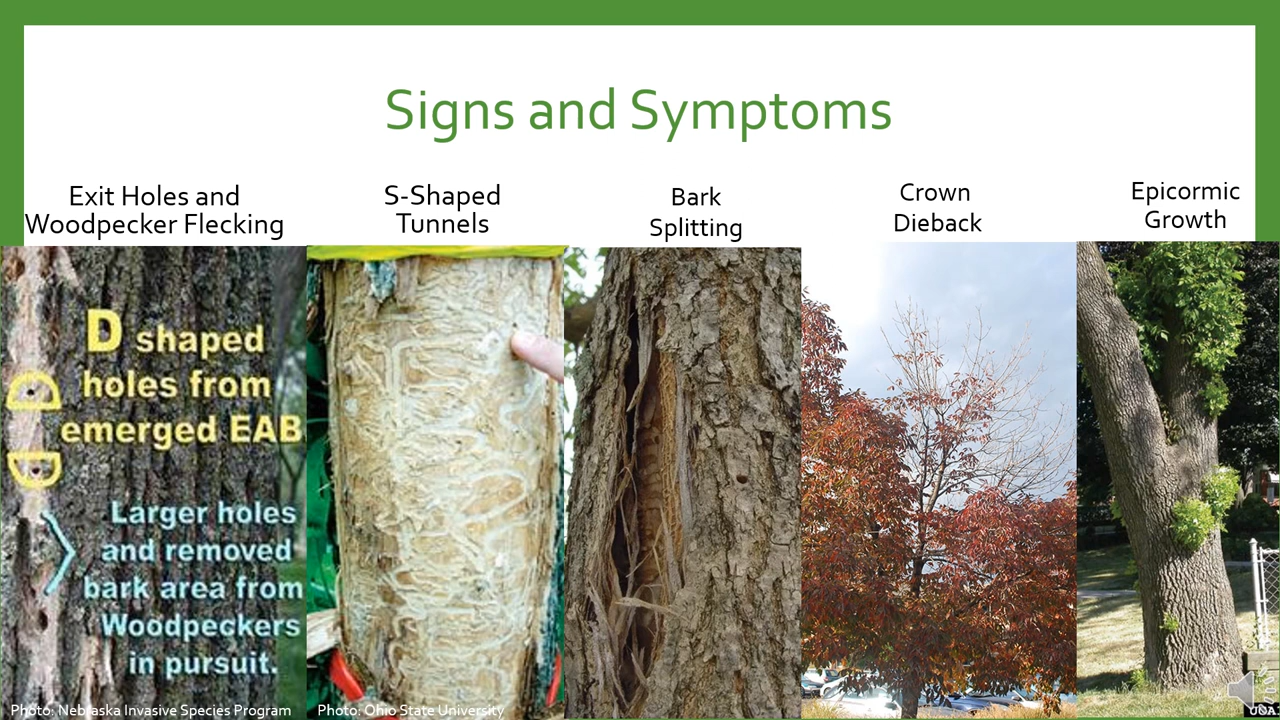 Signs and Symptoms
Exit Holes and
Woodpecker Flecking
S-Shaped
Tunnels
Bark
Splitting
Crown
Dieback
Epicormic
Growth
D shaped
holes from
emerged EAB
Larger holes
and removed
bark area from
Woodpeckers
in pursuit.
Photo: Nebraska Invasive Species Program
Photo: Ohio State University